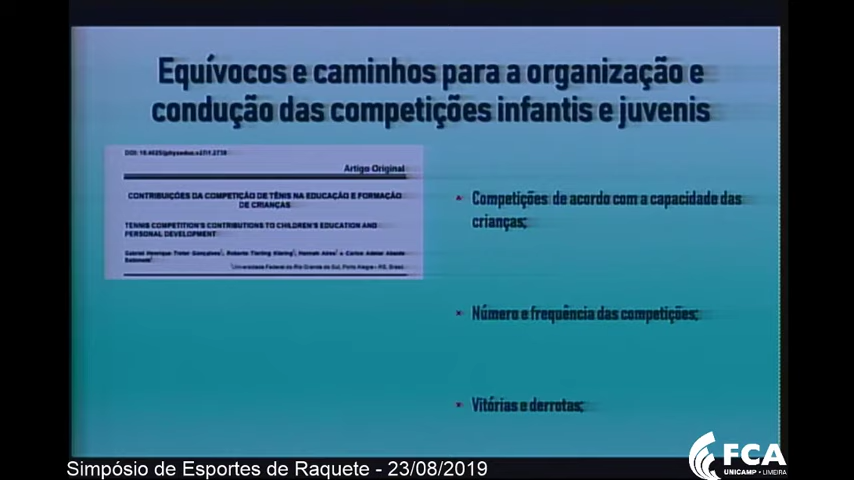 Equívocos e caminhos para a organização e
condução das competições infantis e juvenis
Artigo Original
CONTRIBUIÇÕES DA COMPETIÇÃO DE TÊNIS NA EDUCAÇÃO E FORMAÇÃO
DE CRIANÇAS
TENNIS COMPETITION'S CONTRIBUTIONS TO CHILDREN'S EDUCATION AND
PERSONAL DEVELOPMENT
Universidade Federal do Rio Grande do Sul, Porto Alegre - RS, Brasil.
Competições de acordo com a capacidade das
crianças;
Número e frequência das competições;
Vitórias e derrotas;
Simpósio de Esportes de Raquete - 23/08/2019
FCA
UNICAMP • LIMEIRA